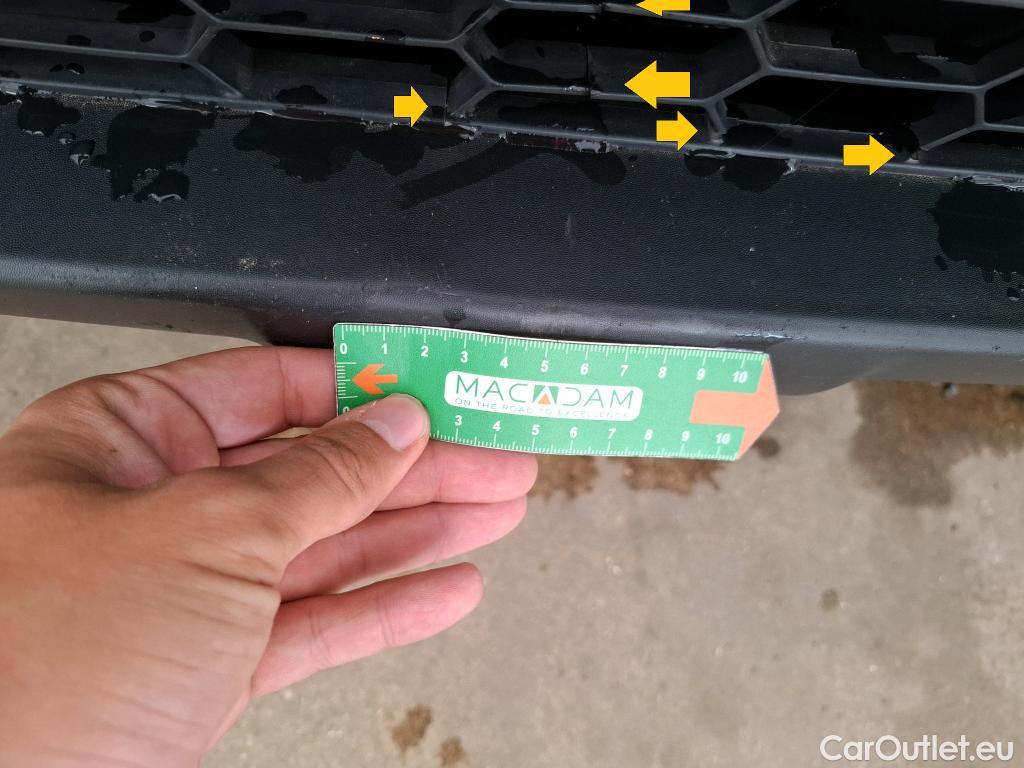 0 1 2 3 4 5 6 7 8 9 10
MACADAM
ON THE ROAD TO EXCELLENCE
0 3 4 5 6 7 8 9 10
CarOutlet.eu